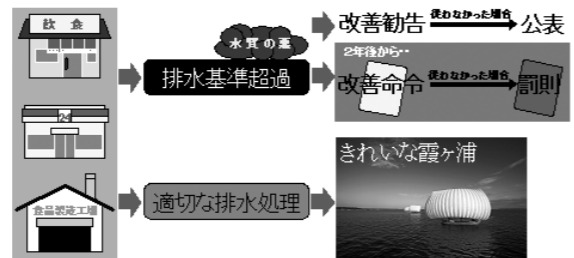 飲食
24
食品製造工場
水質の悪
排水基準超過
適切な排水処理
改善勧告
従わなかった場合
公表
2年後から‥
改善命令
従わなかった場合
罰則
きれいな霞ヶ浦